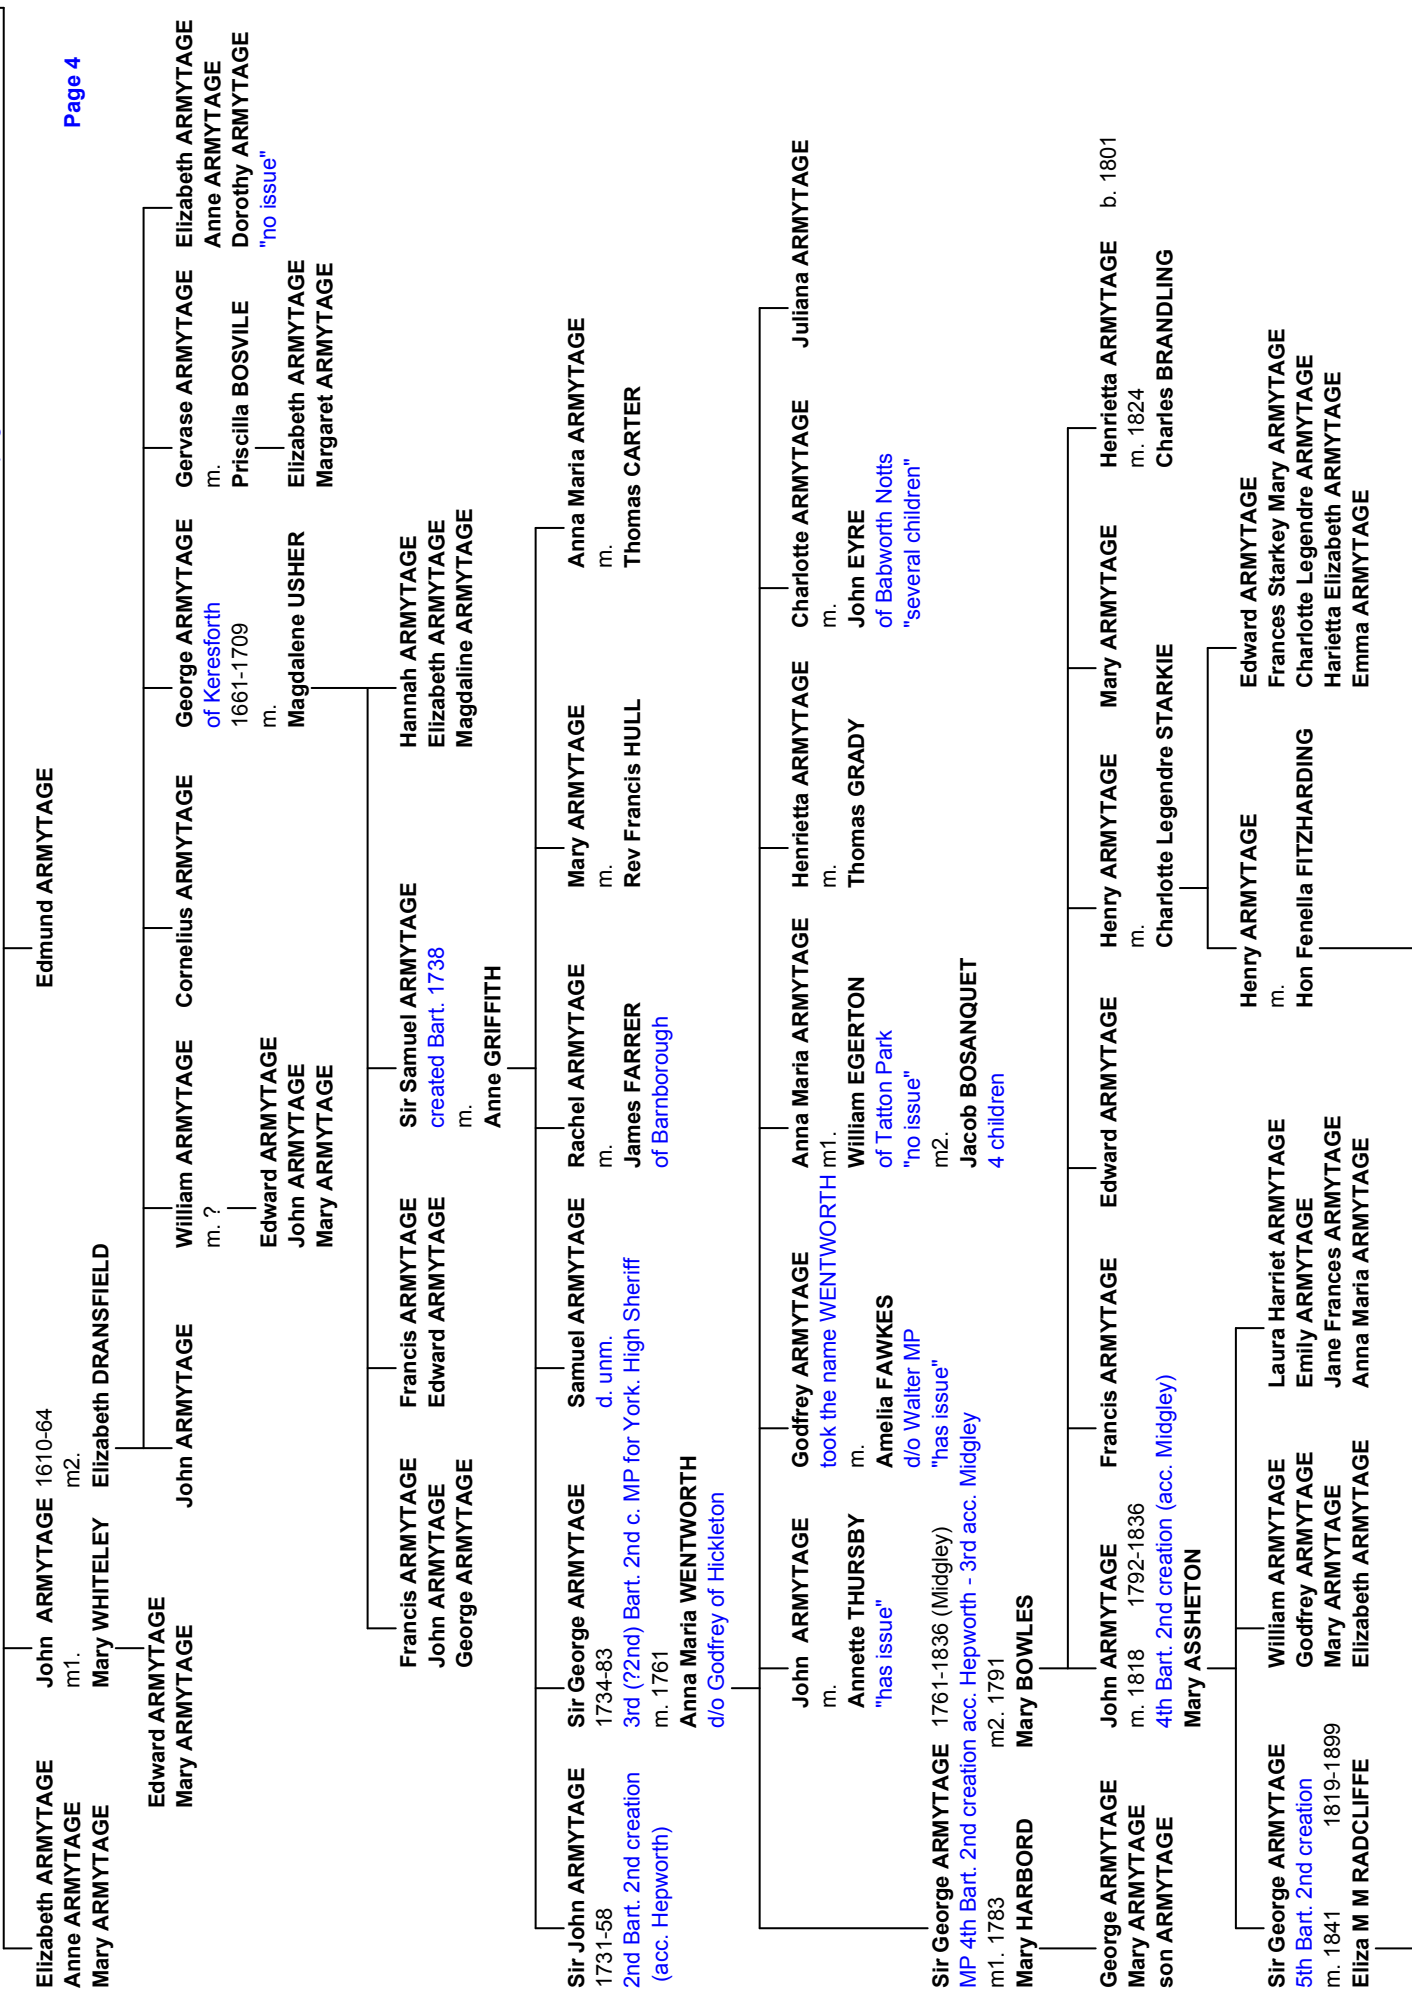 Page 4
Elizabeth ARMYTAGE
Anne ARMYTAGE
Mary ARMYTAGE
John ARMYTAGE 1610-64
m1. m2.
Mary WHITELEY Elizabeth DRANSFIELD
Edmund ARMYTAGE
Edward ARMYTAGE
Mary ARMYTAGE
John ARMYTAGE
William ARMYTAGE
m. ?
Edward ARMYTAGE
John ARMYTAGE
Mary ARMYTAGE
Cornelius ARMYTAGE
George ARMYTAGE
of Keresforth
1661-1709
m.
Magdalene USHER
Gervase ARMYTAGE
m.
Priscilla BOSVILE
Elizabeth ARMYTAGE
Margaret ARMYTAGE
Elizabeth ARMYTAGE
Anne ARMYTAGE
Dorothy ARMYTAGE
"no issue"
Francis ARMYTAGE
John ARMYTAGE
George ARMYTAGE
Francis ARMYTAGE
Edward ARMYTAGE
Sir Samuel ARMYTAGE
created Bart. 1738
m.
Anne GRIFFITH
Hannah ARMYTAGE
Elizabeth ARMYTAGE
Magdaline ARMYTAGE
Sir John ARMYTAGE
1731-58
2nd Bart. 2nd creation
(acc. Hepworth)
Sir George ARMYTAGE
1734-83
3rd (?2nd) Bart. 2nd c. MP for York. High Sheriff
m. 1761
Anna Maria WENTWORTH
d/o Godfrey of Hickleton
Samuel ARMYTAGE
d. unm.
Rachel ARMYTAGE
m.
James FARRER
of Barnborough
Mary ARMYTAGE
m.
Rev Francis HULL
Anna Maria ARMYTAGE
m.
Thomas CARTER
Sir George ARMYTAGE 1761-1836 (Midgley)
MP 4th Bart. 2nd creation acc. Hepworth - 3rd acc. Midgley
m1. 1783 m2. 1791
Mary HARBORD Mary BOWLES
John ARMYTAGE
m.
Annette THURSBY
"has issue"
Godfrey ARMYTAGE
took the name WENTWORTH
m.
Amelia FAWKES
d/o Walter MP
"has issue"
Anna Maria ARMYTAGE
m1.
William EGERTON
of Tatton Park
"no issue"
m2.
Jacob BOSANQUET
4 children
Henrietta ARMYTAGE
m.
Thomas GRADY
Charlotte ARMYTAGE
m.
John EYRE
of Babworth Notts
"several children"
Juliana ARMYTAGE
George ARMYTAGE
Mary ARMYTAGE
son ARMYTAGE
John ARMYTAGE
m. 1818 1792-1836
4th Bart. 2nd creation (acc. Midgley)
Mary ASSHETON
Francis ARMYTAGE
Edward ARMYTAGE
Henry ARMYTAGE
m.
Charlotte Legendre STARKIE
Mary ARMYTAGE
Henrietta ARMYTAGE b. 1801
m. 1824
Charles BRANDLING
Sir George ARMYTAGE
5th Bart. 2nd creation
m. 1841 1819-1899
Eliza M M RADCLIFFE
William ARMYTAGE
Godfrey ARMYTAGE
Mary ARMYTAGE
Elizabeth ARMYTAGE
Laura Harriet ARMYTAGE
Emily ARMYTAGE
Jane Frances ARMYTAGE
Anna Maria ARMYTAGE
Henry ARMYTAGE
m.
Hon Fenella FITZHARDING
Edward ARMYTAGE
Frances Starkey Mary ARMYTAGE
Charlotte Legendre ARMYTAGE
Harietta Elizabeth ARMYTAGE
Emma ARMYTAGE